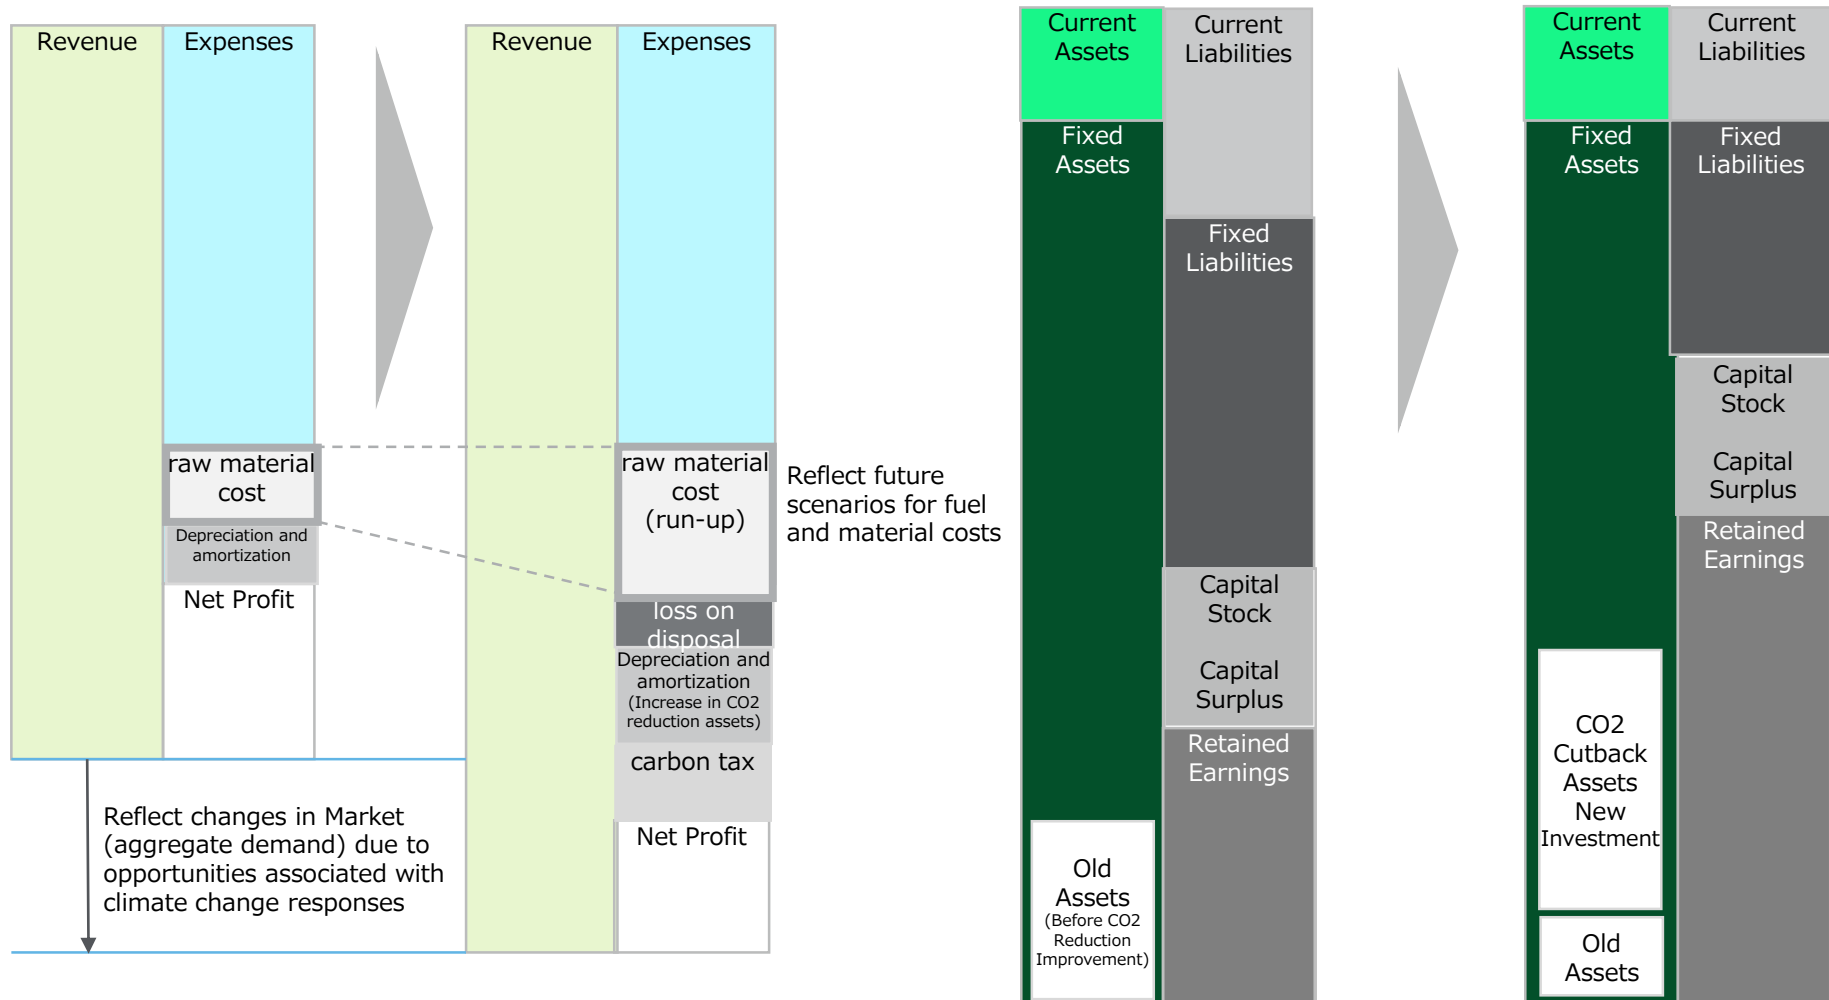 Revenue
Expenses
raw material
cost
Depreciation and
amortization
Net Profit
Reflect changes in Market
(aggregate demand) due to
opportunities associated with
climate change responses
Revenue
Expenses
raw material
cost
(run-up)
loss on
disposal
Depreciation and
amortization
(Increase in CO2
reduction assets)
carbon tax
Net Profit
Reflect future
scenarios for fuel
and material costs
Current
Assets
Fixed
Assets
Old
Assets
(Before CO2
Reduction
Improvement)
Current
Liabilities
Fixed
Liabilities
Capital
Stock
Capital
Surplus
Retained
Earnings
Current
Assets
Fixed
Assets
CO2
Cutback
Assets
New
Investment
Old
Assets
Current
Liabilities
Fixed
Liabilities
Capital
Stock
Capital
Surplus
Retained
Earnings